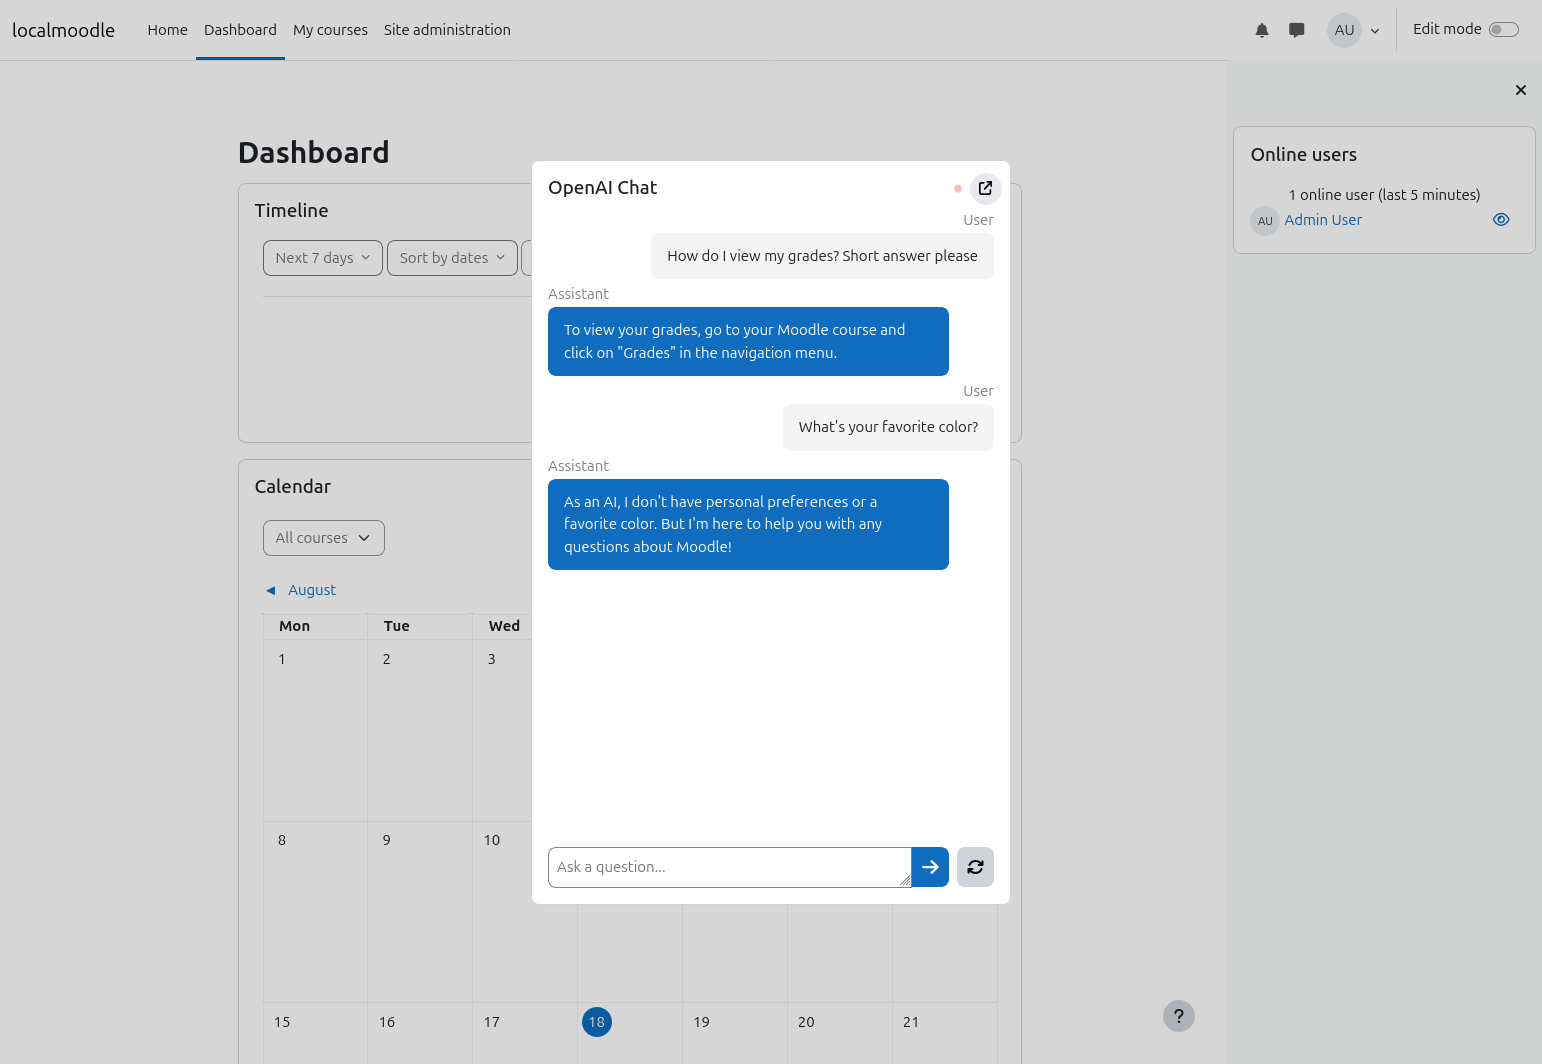 localmoodle
Home
Dashboard
My courses
Site administration
AU
Edit mode
Dashboard
Timeline
Next 7 days
Sort by dates
Calendar
All courses
◄ August
Mon Tue Wed
1 2 3
8 9 10
15 16 17 18 19 20 21
OpenAI Chat
User
How do I view my grades? Short answer please
Assistant
To view your grades, go to your Moodle course and
click on "Grades" in the navigation menu.
User
What's your favorite color?
Assistant
As an AI, I don't have personal preferences or a
favorite color. But I'm here to help you with any
questions about Moodle!
Ask a question...
Online users
1 online user (last 5 minutes)
AU Admin User
?